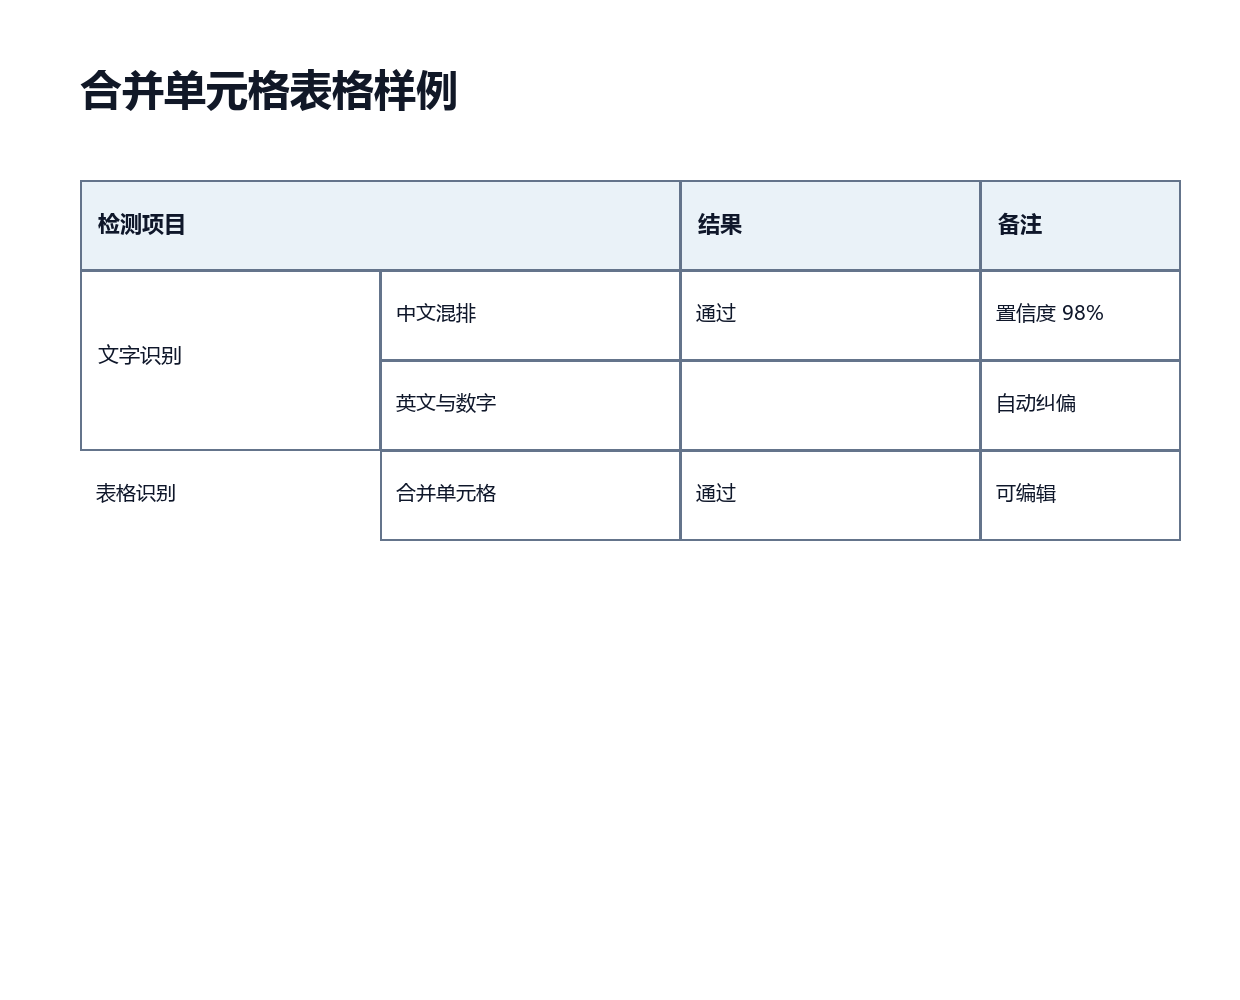 合并单元格表格样例
检测项目 结果 备注
文字识别 中文混排 通过 置信度 98%
英文与数字 自动纠偏
表格识别 合并单元格 通过 可编辑